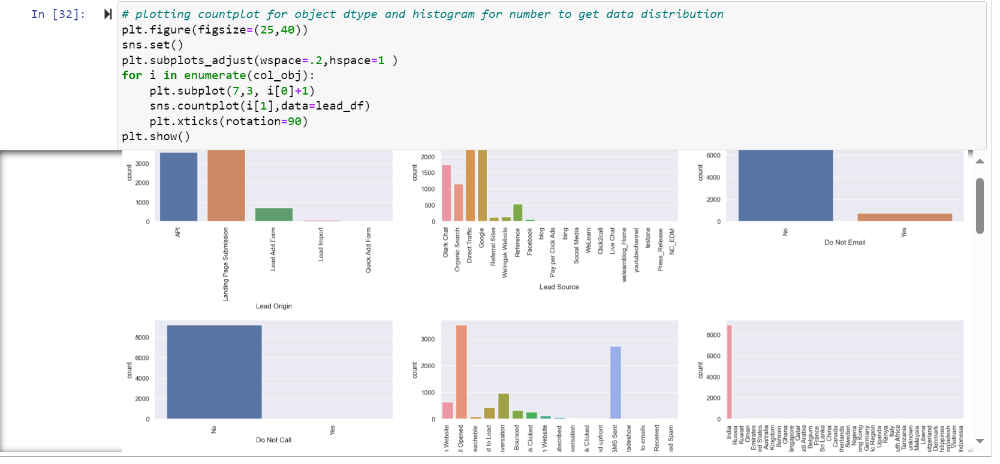 In [32]:
# plotting countplot for object dtype and histogram for number to get data distribution
plt.figure(figsize=(25,40))
sns.set()
plt.subplots_adjust(wspace=.2,hspace=1 )
for i in enumerate(col_obj):
    plt.subplot(7,3, i[0]+1)
    sns.countplot(i[1],data=lead_df)
    plt.xticks(rotation=90)
plt.show()
count
3000
2000
1000
0
API
Landing Page Submission
Lead Add Form
Lead Import
Quick Add Form
Lead Origin
count
2000
1500
1000
500
0
Olark Chat
Organic Search
Direct Traffic
Google
Referral Sites
Welingak Website
Reference
Facebook
blog
Pay per Click Ads
bing
Social Media
WeLearn
Click2call
Live Chat
welearnblog_Home
youtubechannel
testone
Press_Release
NC_EDM
Lead Source
count
6000
4000
2000
0
No
Yes
Do Not Email
count
8000
6000
4000
2000
0
No
Yes
Do Not Call
count
3000
2000
1000
0
n Website
il Opened
eachable
d to Lead
versation
Bounced
k Clicked
n Website
ubscribed
versation
k Clicked
d upfront
SMS Sent
radeshow
to emails
Received
ked Spam
count
8000
6000
4000
2000
0
India
Russia
Kuwait
Oman
Emirates
ed States
Australia
Kingdom
Bahrain
Ghana
singapore
Qatar
udi Arabia
Belgium
France
Sri Lanka
China
Canada
therlands
Sweden
Nigeria
ong Kong
Germany
ic Region
Uganda
Kenya
Italy
uth Africa
Tanzania
unknown
Malaysia
Liberia
vitzerland
Denmark
hilippines
ngladesh
Vietnam
ndonesia